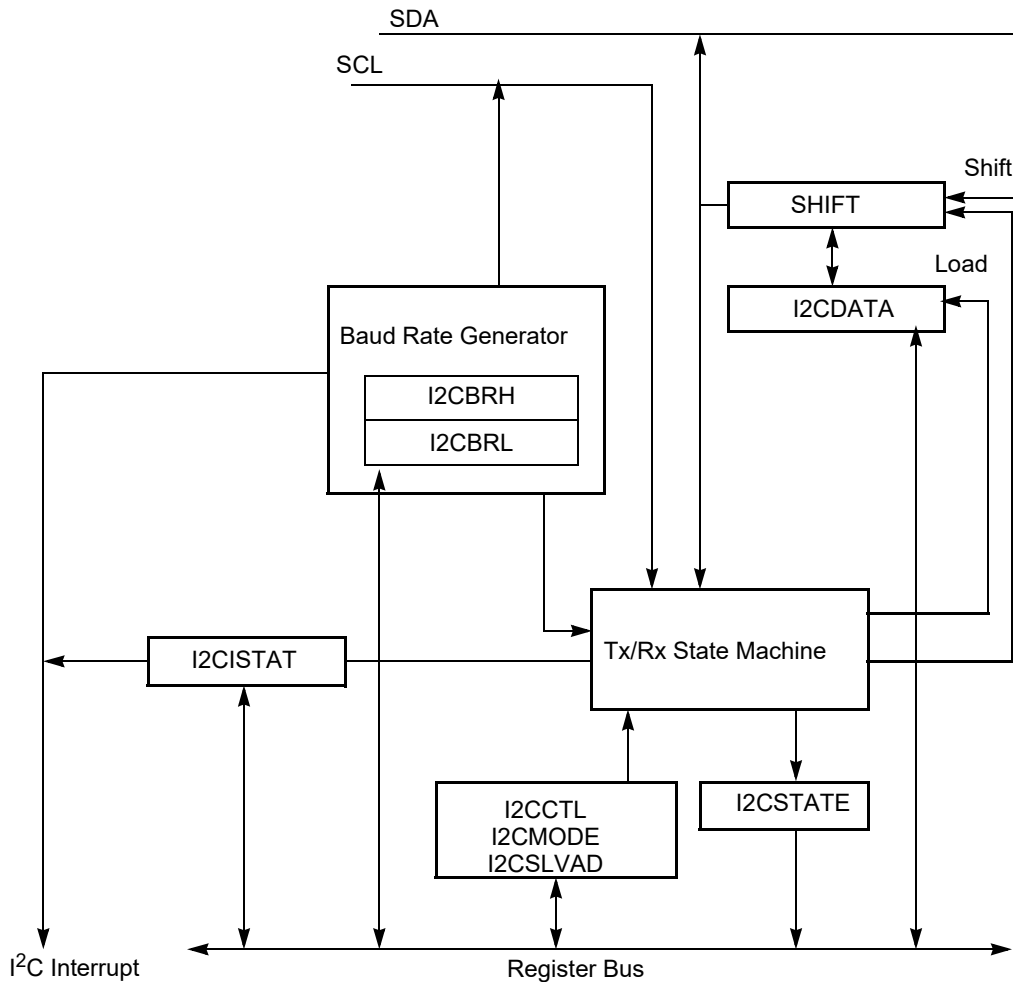 SDA
SCL
Shift
SHIFT
Load
I2CDATA
Baud Rate Generator
I2CBRH
I2CBRL
Tx/Rx State Machine
I2CISTAT
I2CCTL
I2CMODE
I2CSLVAD
I2CSTATE
I2C Interrupt
Register Bus